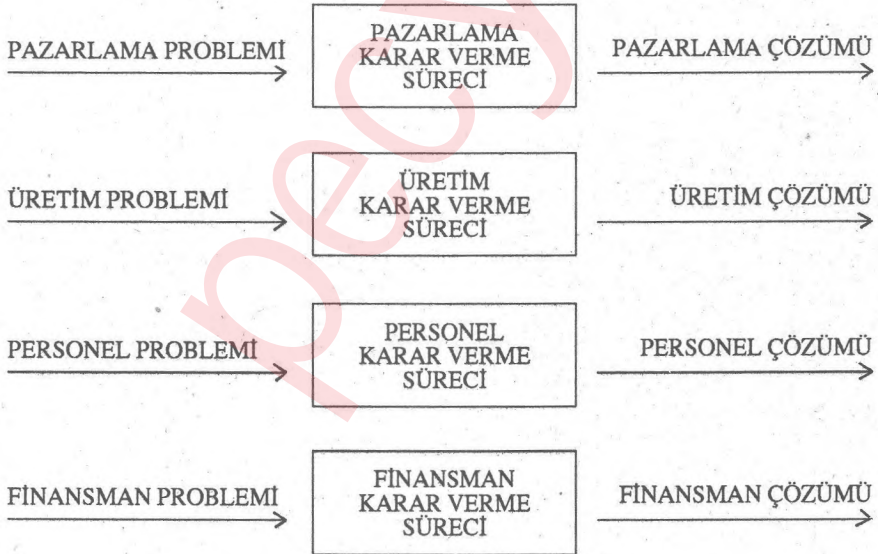 PAZARLAMA PROBLEMİ
PAZARLAMA
KARAR VERME
SÜRECİ
PAZARLAMA ÇÖZÜMÜ
ÜRETİM PROBLEMİ
ÜRETİM
KARAR VERME
SÜRECİ
ÜRETİM ÇÖZÜMÜ
PERSONEL PROBLEMİ
PERSONEL
KARAR VERME
SÜRECİ
PERSONEL ÇÖZÜMÜ
FİNANSMAN PROBLEMİ
FİNANSMAN
KARAR VERME
SÜRECİ
FİNANSMAN ÇÖZÜMÜ
pecy